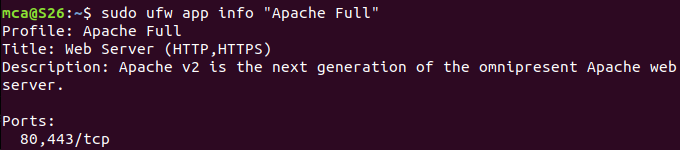 mca@S26:~$ sudo ufw app info "Apache Full"
Profile: Apache Full
Title: Web Server (HTTP,HTTPS)
Description: Apache v2 is the next generation of the omnipresent Apache web
server.

Ports:
  80,443/tcp